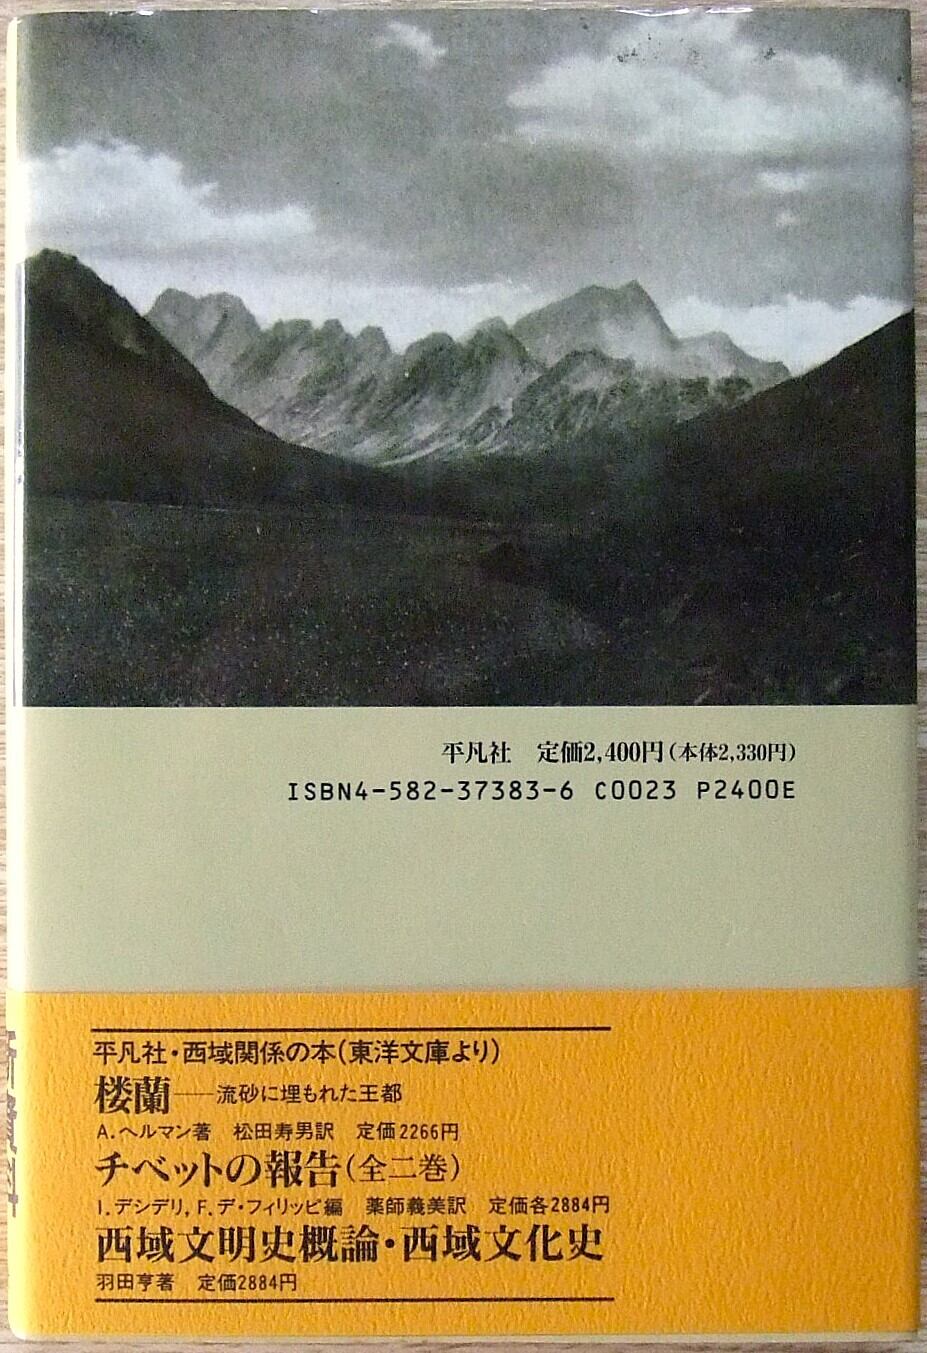 平凡社　定価2,400円(本体2,330円)
ISBN4-582-37383-6 C0023 P2400E
平凡社・西域関係の本(東洋文庫より)
楼蘭──流砂に埋もれた王都
A.ヘルマン著　松田寿男訳　定価2266円
チベットの報告(全二巻)
I.デシデリ, F.デ・フィリッピ編　薬師義美訳　定価各2884円
西域文明史概論・西域文化史
羽田亨著　定価2884円